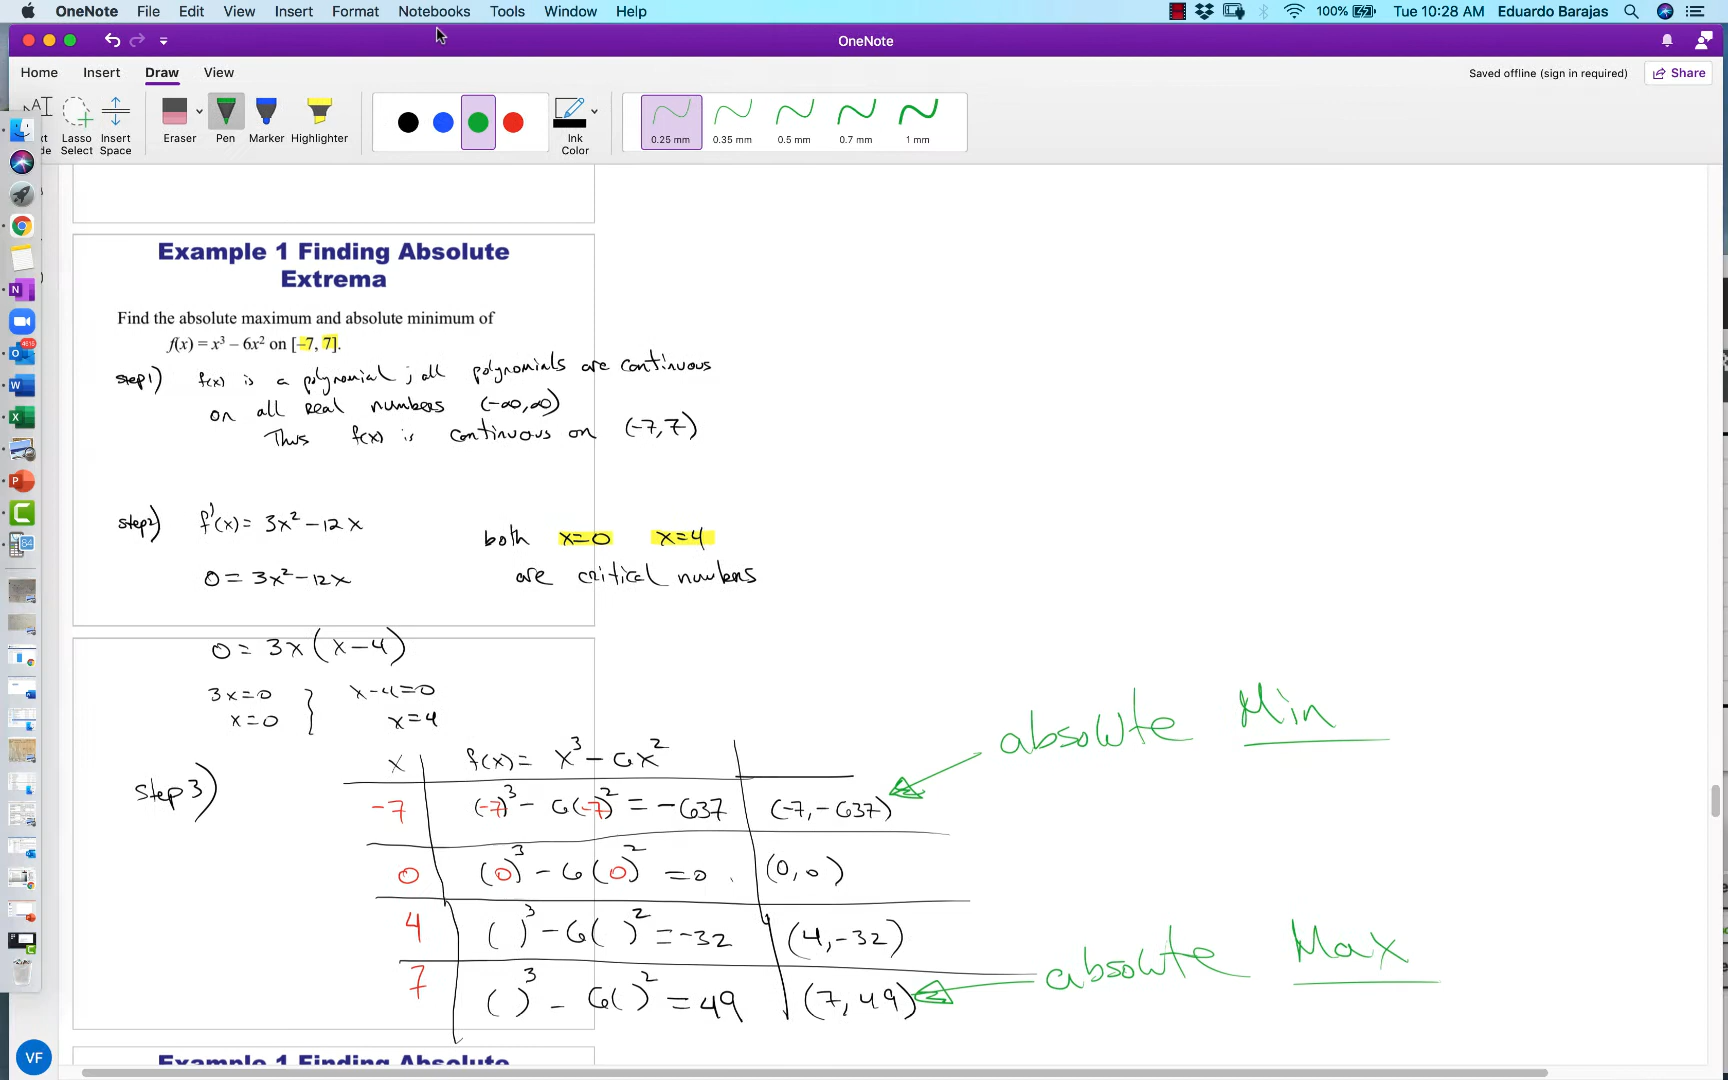 OneNote File Edit View Insert Format Notebooks Tools Window Help 100% Tue 10:28 AM Eduardo Barajas
OneNote
Home Insert Draw View Saved offline (sign in required) Share
Lasso Select
Insert Space
Eraser
Pen
Marker
Highlighter
Ink Color
0.25 mm
0.35 mm
0.5 mm
0.7 mm
1 mm
Example 1 Finding Absolute
Extrema
Find the absolute maximum and absolute minimum of
f(x) = x³ – 6x² on [–7, 7].
step1) f(x) is a polynomial ; all polynomials are continuous
on all Real numbers (-∞,∞)
Thus f(x) is continuous on (-7,7)
step2) f'(x) = 3x² -12x
both x=0 x=4
0 = 3x² -12x
are critical numbers
0 = 3x(x-4)
3x=0 } x-4=0
x=0 x=4
absolute Min
step3) x f(x) = x³ - 6x²
-7 (-7)³ - 6(-7)² = -637 (-7,-637)
0 (0)³ - 6(0)² = 0 (0,0)
4 ( )³ - 6( )² = -32 (4,-32)
7 ( )³ - 6( )² = 49 (7,49)
absolute Max
VF
Example 1 Finding Absolute